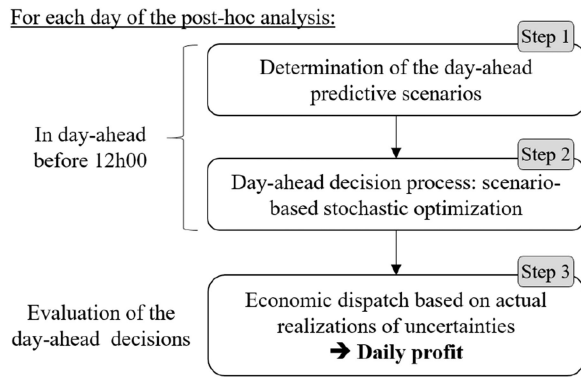 For each day of the post-hoc analysis:
Step 1
Determination of the day-ahead
predictive scenarios
In day-ahead
before 12h00
Step 2
Day-ahead decision process: scenario-
based stochastic optimization
Step 3
Evaluation of the
day-ahead decisions
Economic dispatch based on actual
realizations of uncertainties
➔ Daily profit